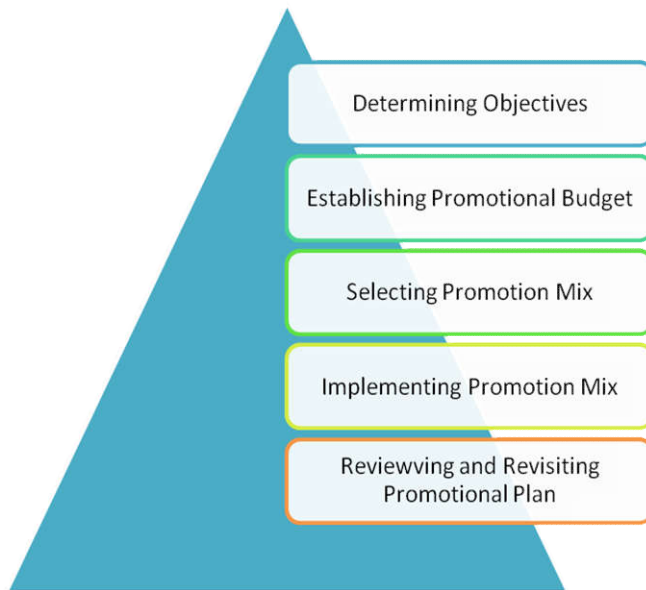 Determining Objectives
Establishing Promotional Budget
Selecting Promotion Mix
Implementing Promotion Mix
Reviewving and Revisiting
Promotional Plan